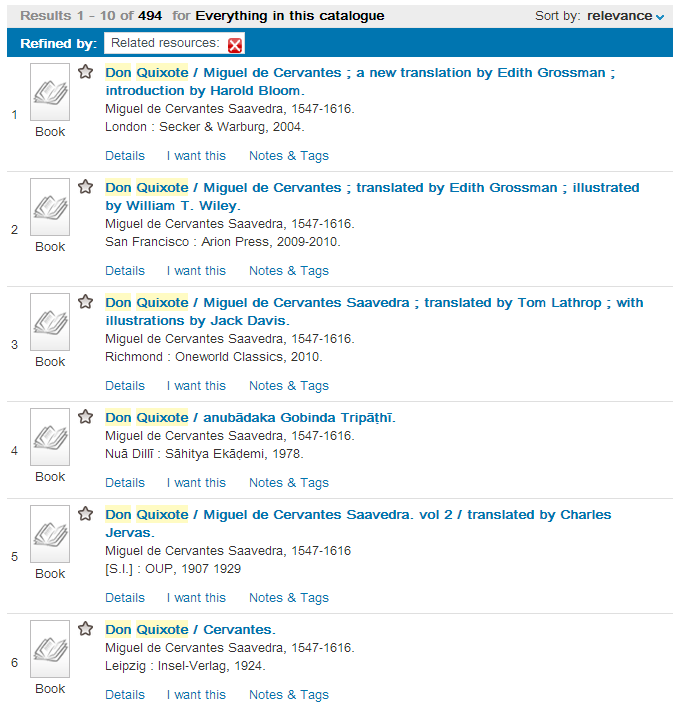 Results 1 - 10 of 494 for Everything in this catalogue Sort by: relevance
Refined by: Related resources:
1
Book
Don Quixote / Miguel de Cervantes ; a new translation by Edith Grossman ;
introduction by Harold Bloom.
Miguel de Cervantes Saavedra, 1547-1616.
London : Secker & Warburg, 2004.
Details I want this Notes & Tags
2
Book
Don Quixote / Miguel de Cervantes ; translated by Edith Grossman ; illustrated
by William T. Wiley.
Miguel de Cervantes Saavedra, 1547-1616.
San Francisco : Arion Press, 2009-2010.
Details I want this Notes & Tags
3
Book
Don Quixote / Miguel de Cervantes Saavedra ; translated by Tom Lathrop ; with
illustrations by Jack Davis.
Miguel de Cervantes Saavedra, 1547-1616.
Richmond : Oneworld Classics, 2010.
Details I want this Notes & Tags
4
Book
Don Quixote / anubādaka Gobinda Tripāṭhī.
Miguel de Cervantes Saavedra, 1547-1616.
Nuā Dillī : Sāhitya Ekāḍemi, 1978.
Details I want this Notes & Tags
5
Book
Don Quixote / Miguel de Cervantes Saavedra. vol 2 / translated by Charles
Jervas.
Miguel de Cervantes Saavedra, 1547-1616
[S.I.] : OUP, 1907 1929
Details I want this Notes & Tags
6
Book
Don Quixote / Cervantes.
Miguel de Cervantes Saavedra, 1547-1616.
Leipzig : Insel-Verlag, 1924.
Details I want this Notes & Tags